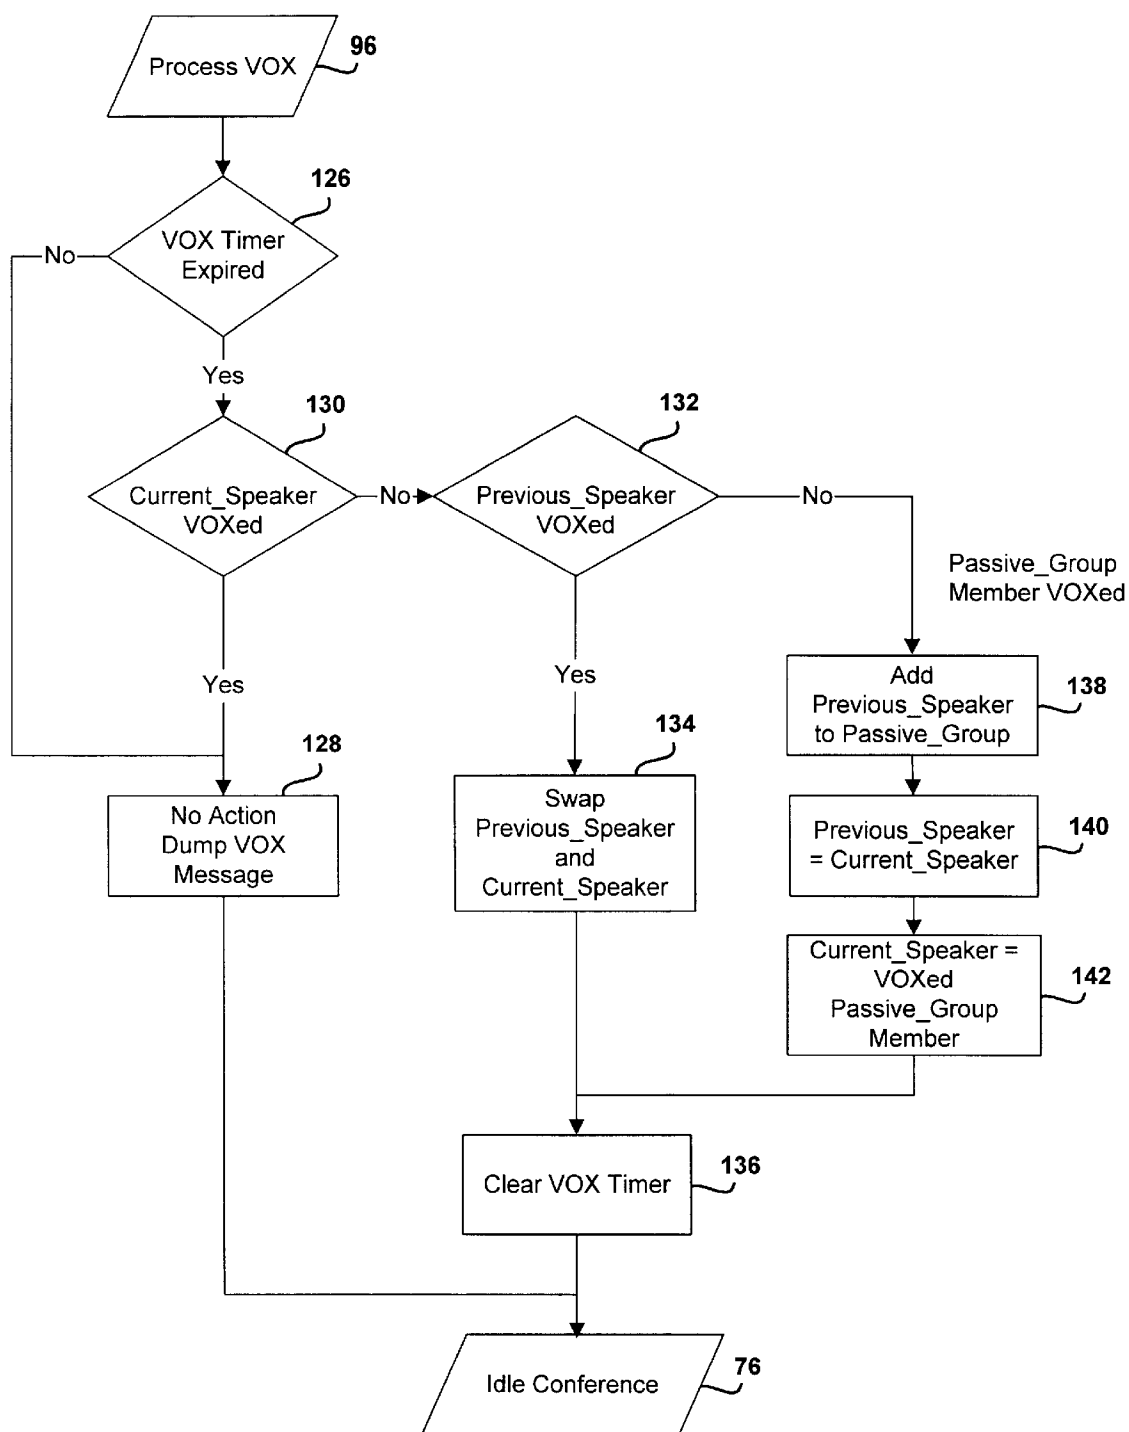 Process VOX
96
126
VOX Timer
Expired
No
Yes
130
132
Current_Speaker
VOXed
No
Previous_Speaker
VOXed
No
Passive_Group
Member VOXed
Yes
Yes
Add
Previous_Speaker
to Passive_Group
138
128
134
No Action
Dump VOX
Message
Swap
Previous_Speaker
and
Current_Speaker
Previous_Speaker
= Current_Speaker
140
Current_Speaker =
VOXed
Passive_Group
Member
142
Clear VOX Timer
136
Idle Conference
76